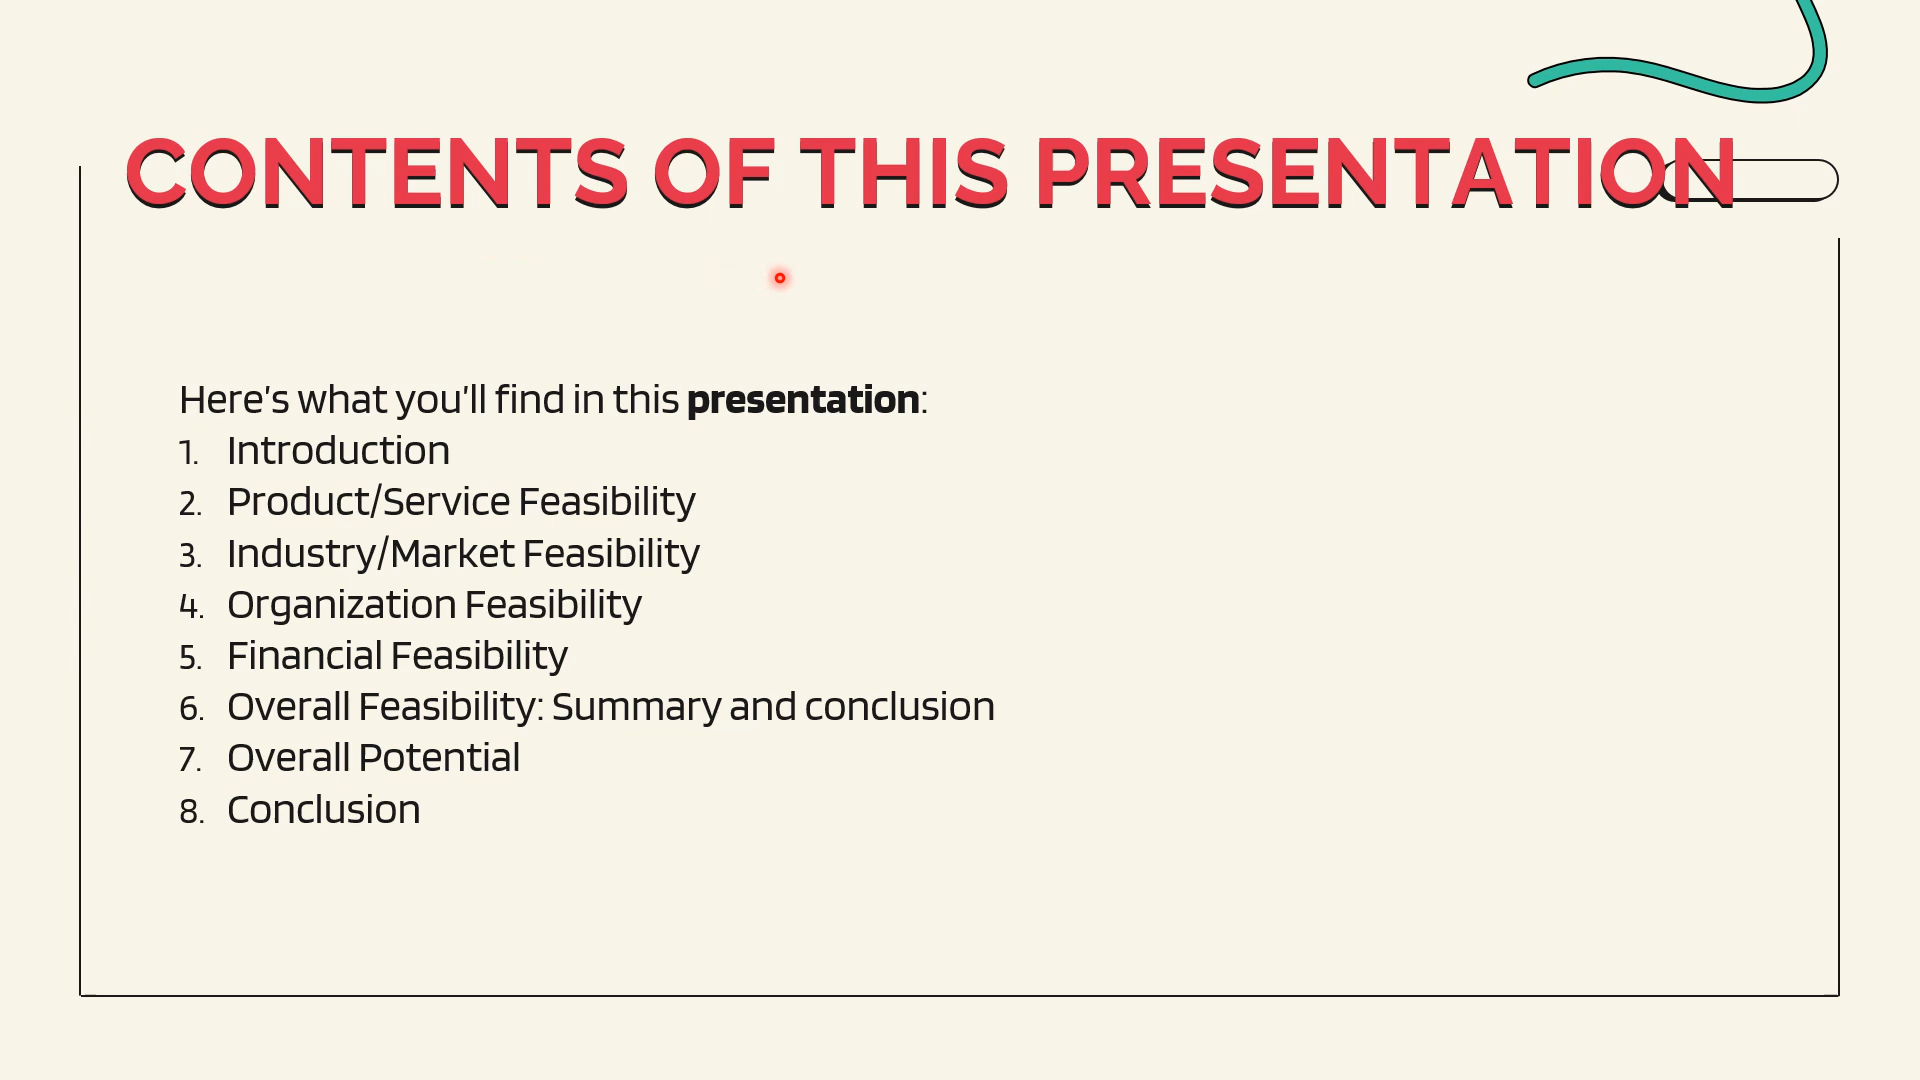 CONTENTS OF THIS PRESENTATION
Here's what you'll find in this presentation:
1. Introduction
2. Product/Service Feasibility
3. Industry/Market Feasibility
4. Organization Feasibility
5. Financial Feasibility
6. Overall Feasibility: Summary and conclusion
7. Overall Potential
8. Conclusion